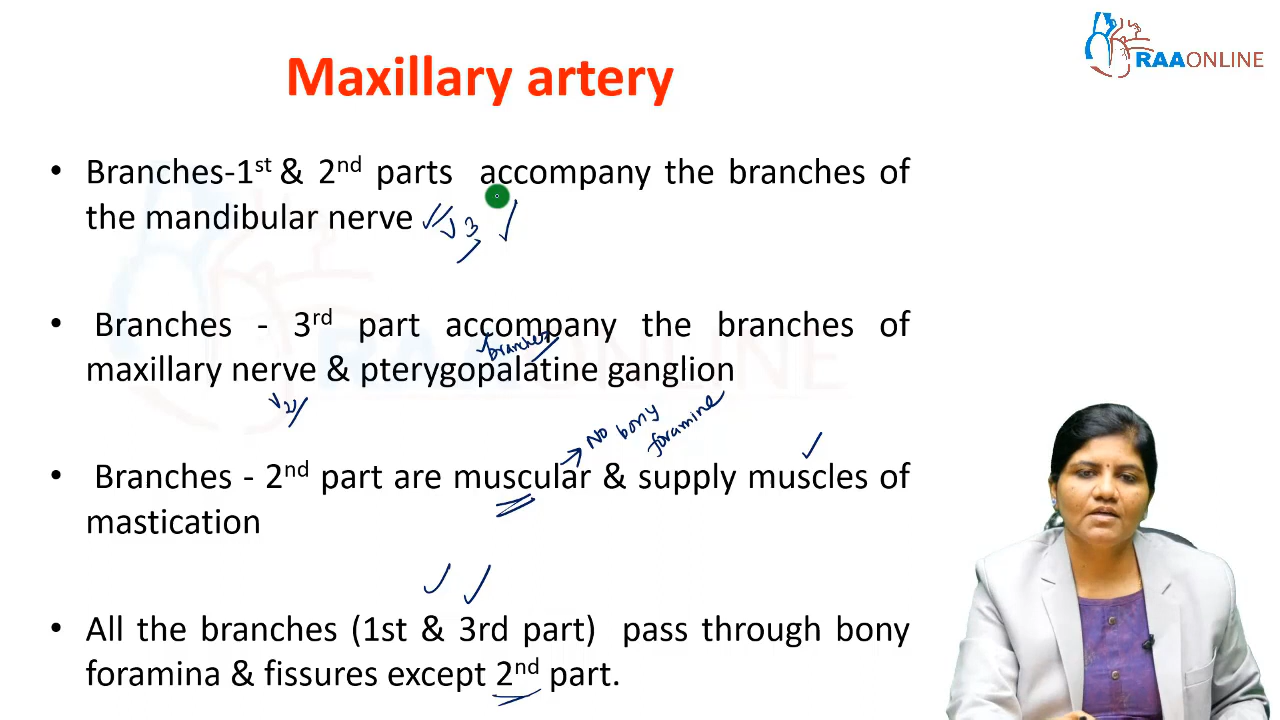 RAAONLINE
Maxillary artery
• Branches-1st & 2nd parts accompany the branches of
the mandibular nerve V3
• Branches - 3rd part accompany the branches of
branches
maxillary nerve & pterygopalatine ganglion
V2
No bony foramine
• Branches - 2nd part are muscular & supply muscles of
mastication
• All the branches (1st & 3rd part) pass through bony
foramina & fissures except 2nd part.
RAAONLINE